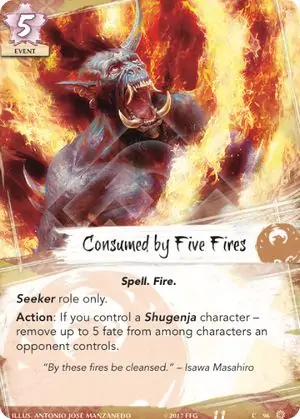 5
EVENT
Consumed by Five Fires
Spell. Fire.
Seeker role only.
Action: If you control a Shugenja character –
remove up to 5 fate from among characters an
opponent controls.
"By these fires be cleansed." – Isawa Masahiro
ILLUS. ANTONIO JOSÉ MANZANEDO
©2017 FFG
C
96